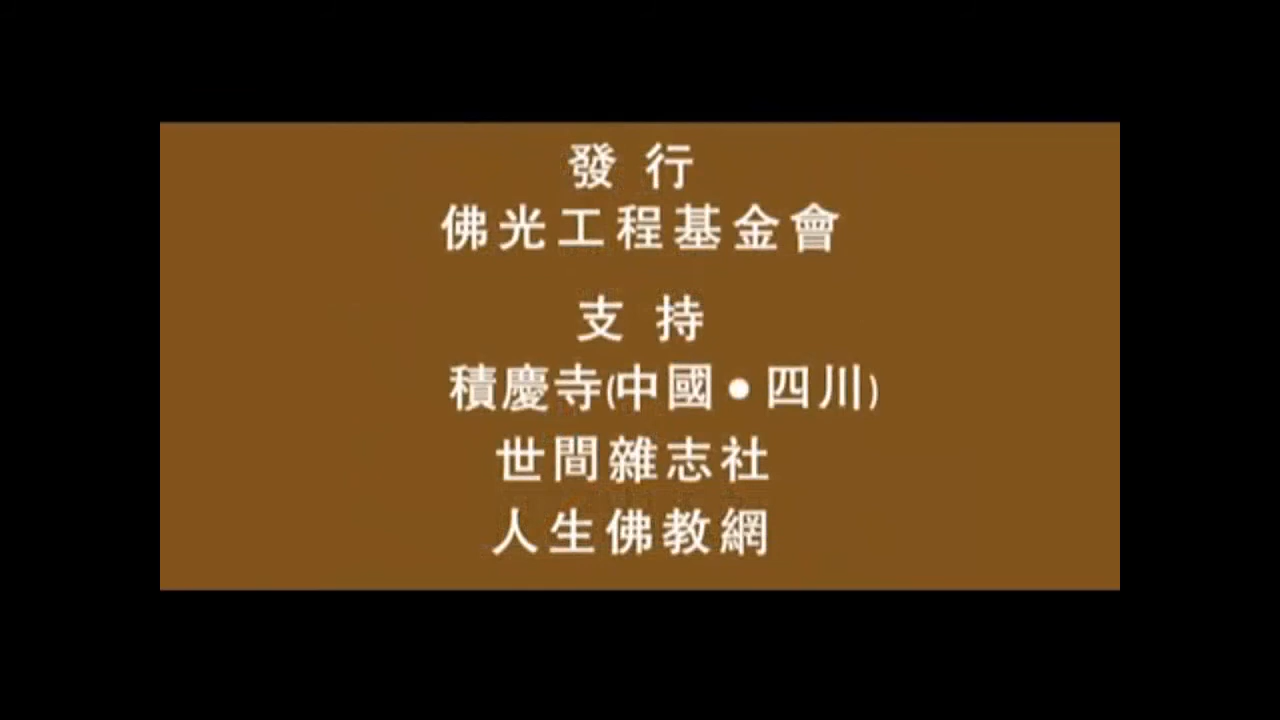 發 行
佛光工程基金會
支 持
積慶寺(中國•四川)
世間雜志社
人生佛教網